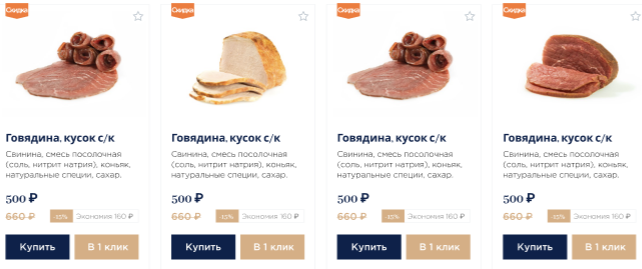 Скидка
Говядина, кусок с/к
Свинина, смесь посолочная
(соль, нитрит натрия), коньяк,
натуральные специи, сахар.
500 ₽
660 ₽ -10% Экономия 160 ₽
Купить В 1 клик
Скидка
Говядина, кусок с/к
Свинина, смесь посолочная
(соль, нитрит натрия), коньяк,
натуральные специи, сахар.
500 ₽
660 ₽ -10% Экономия 160 ₽
Купить В 1 клик
Скидка
Говядина, кусок с/к
Свинина, смесь посолочная
(соль, нитрит натрия), коньяк,
натуральные специи, сахар.
500 ₽
660 ₽ -10% Экономия 160 ₽
Купить В 1 клик
Скидка
Говядина, кусок с/к
Свинина, смесь посолочная
(соль, нитрит натрия), коньяк,
натуральные специи, сахар.
500 ₽
660 ₽ -10% Экономия 160 ₽
Купить В 1 клик